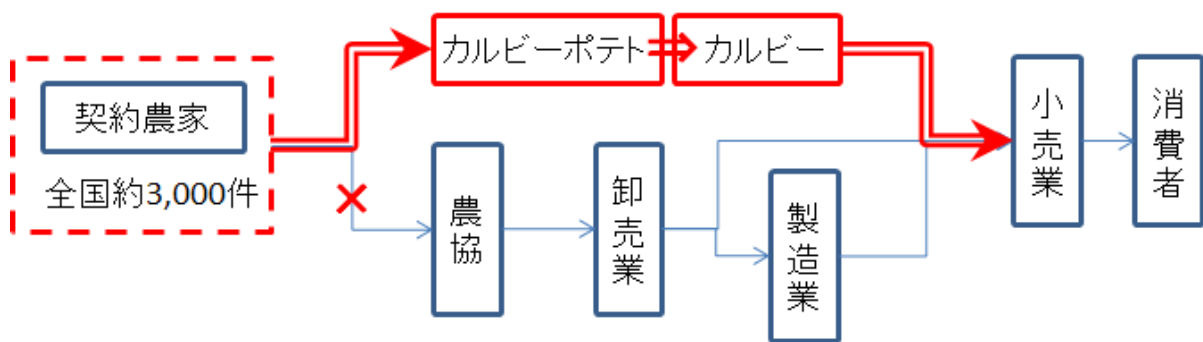 契約農家
全国約3,000件
カルビーポテト
カルビー
農協
卸売業
製造業
小売業
消費者